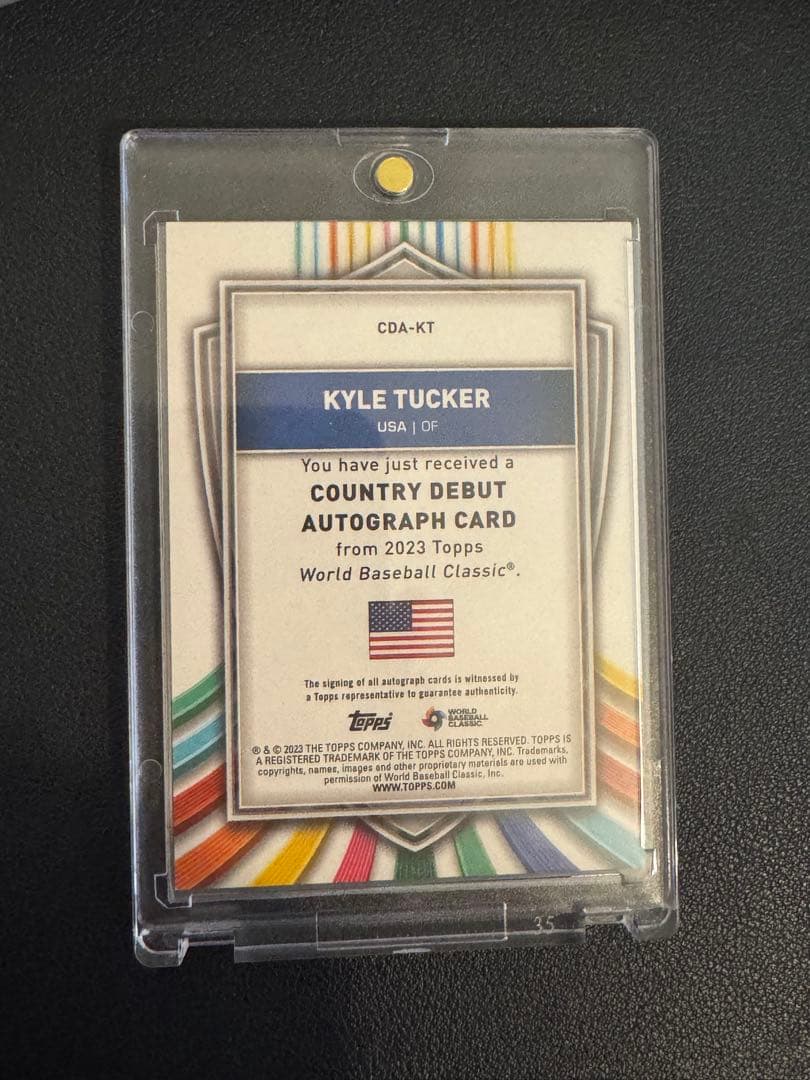 CDA-KT
KYLE TUCKER
USA | OF
You have just received a
COUNTRY DEBUT
AUTOGRAPH CARD
from 2023 Topps
World Baseball Classic®.
The signing of all autograph cards is witnessed by
a Topps representative to guarantee authenticity.
Topps
WORLD
BASEBALL
CLASSIC
® & © 2023 THE TOPPS COMPANY, INC. ALL RIGHTS RESERVED. TOPPS IS
A REGISTERED TRADEMARK OF THE TOPPS COMPANY, INC. Trademarks,
copyrights, names, images and other proprietary materials are used with
permission of World Baseball Classic, Inc.
WWW.TOPPS.COM
35